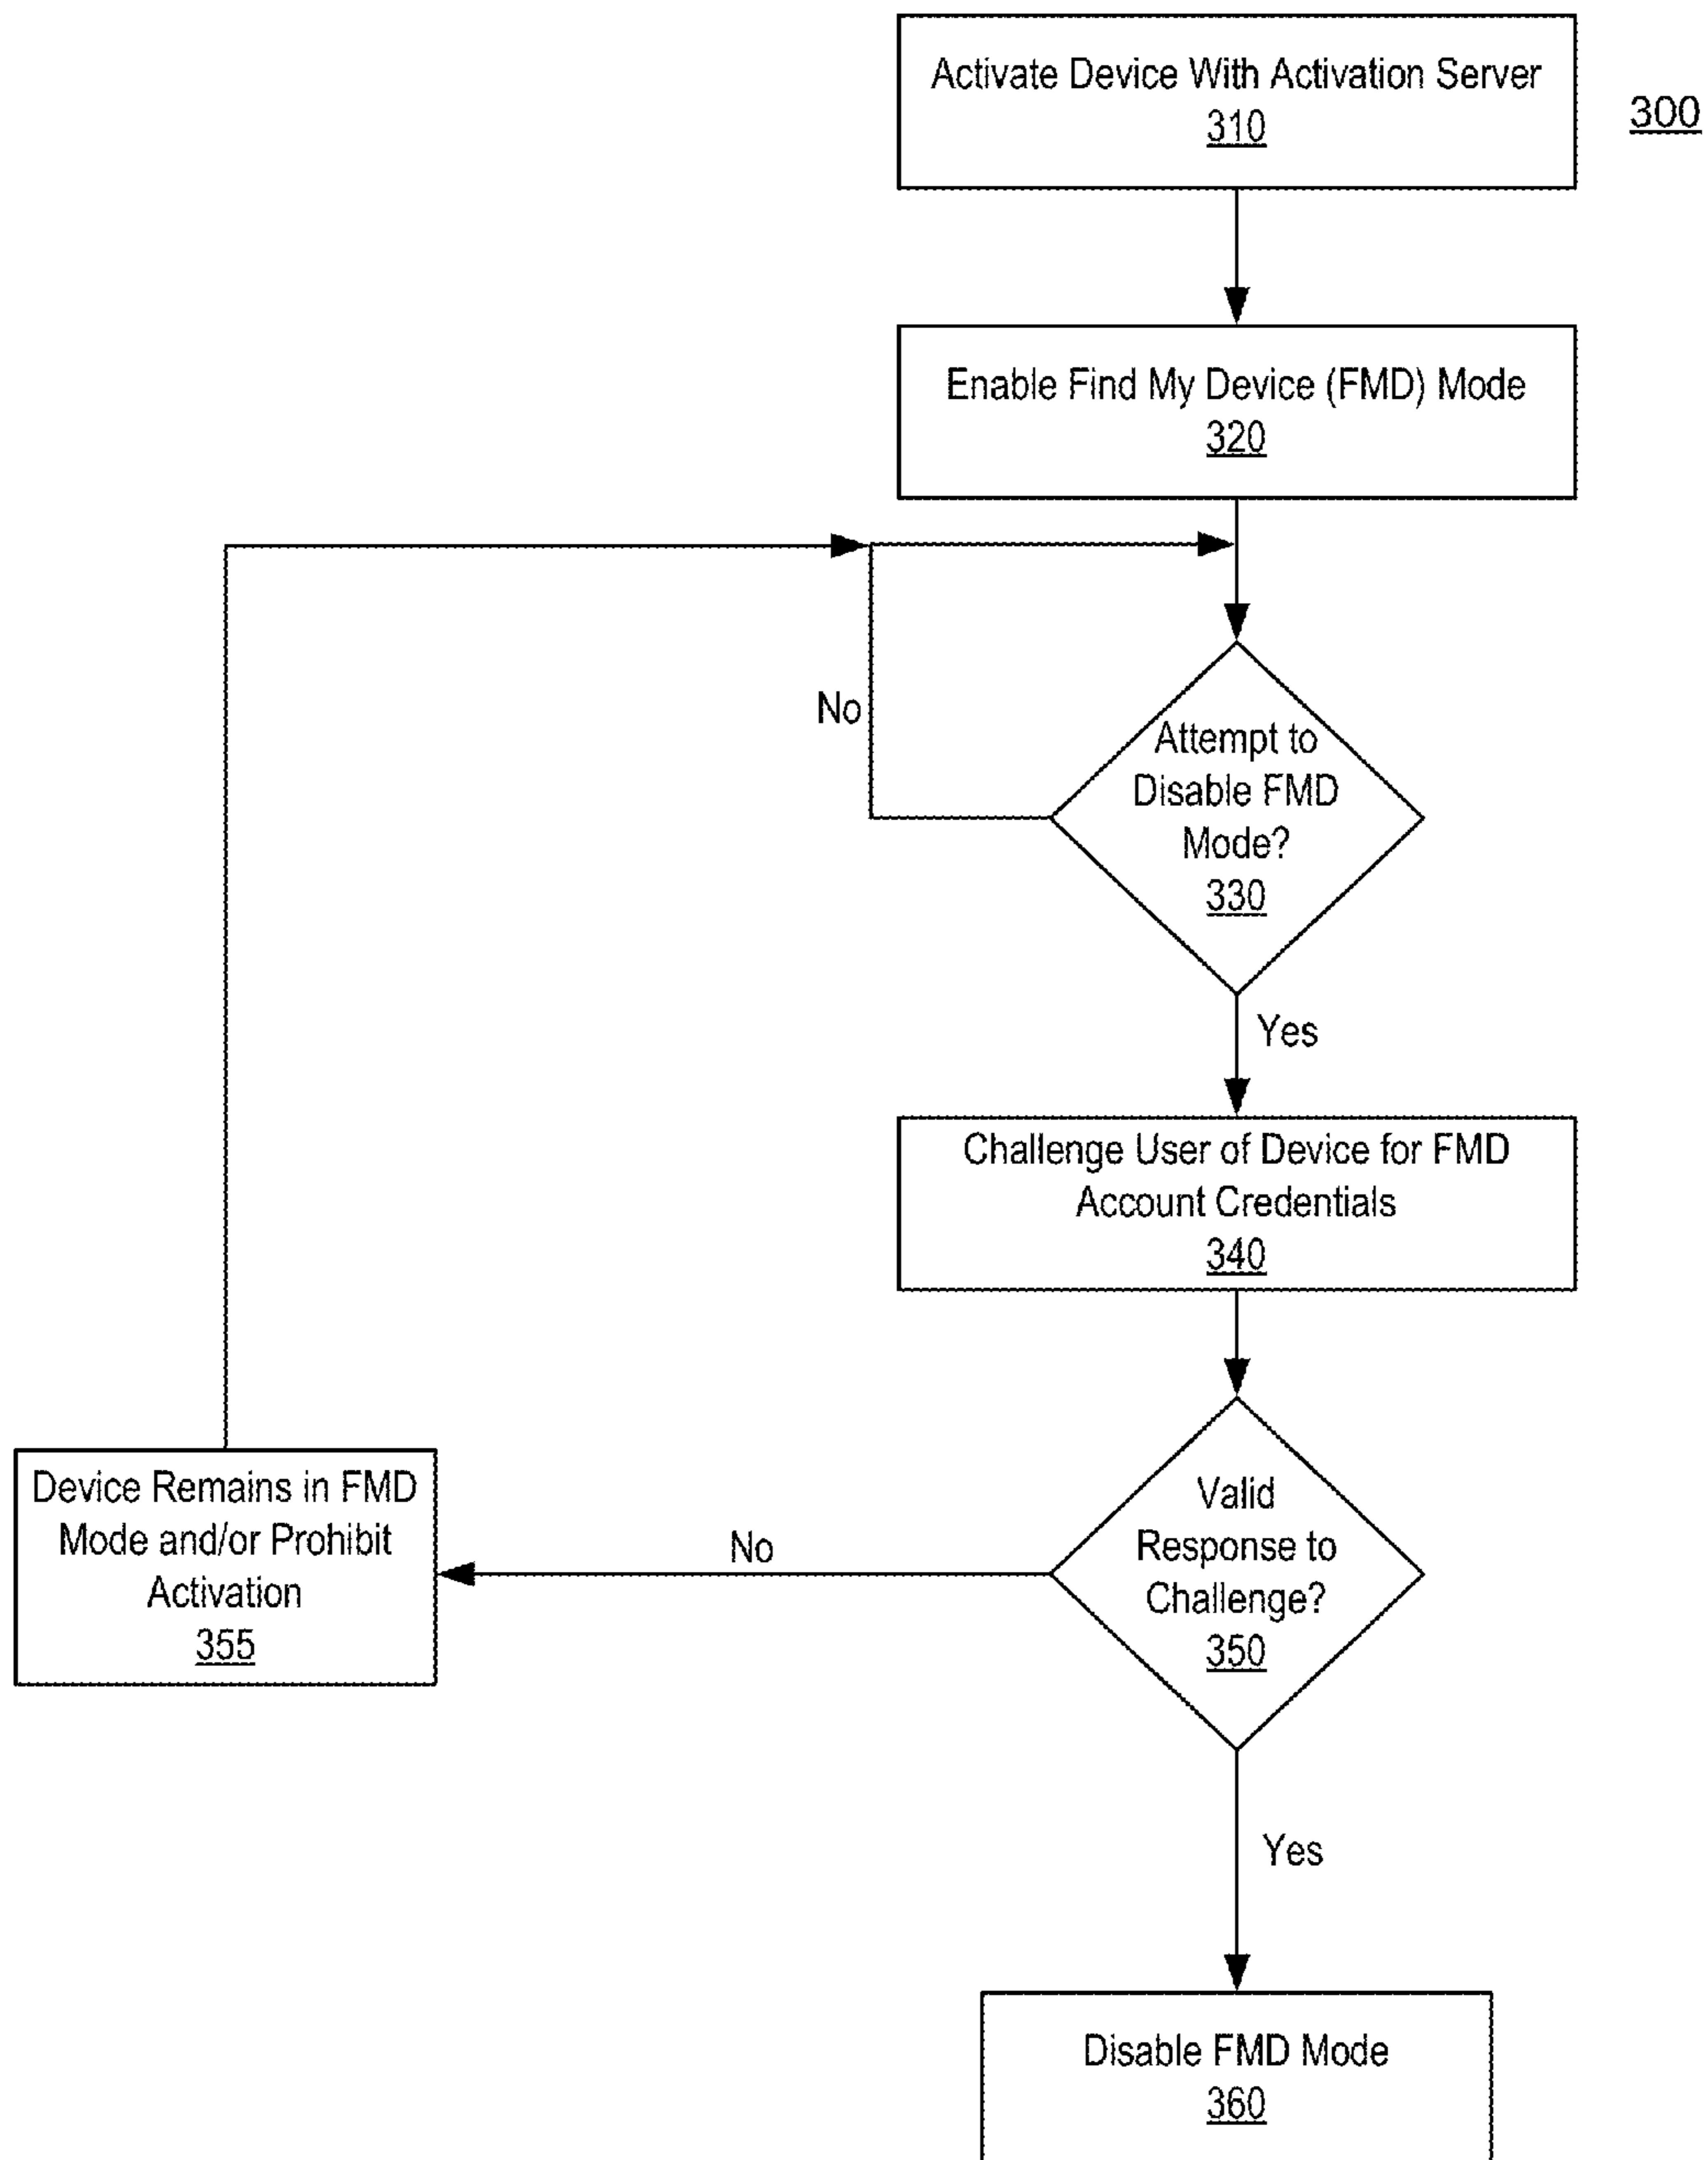 Activate Device With Activation Server
310
300
Enable Find My Device (FMD) Mode
320
No
Attempt to
Disable FMD
Mode?
330
Yes
Challenge User of Device for FMD
Account Credentials
340
Device Remains in FMD
Mode and/or Prohibit
Activation
355
No
Valid
Response to
Challenge?
350
Yes
Disable FMD Mode
360